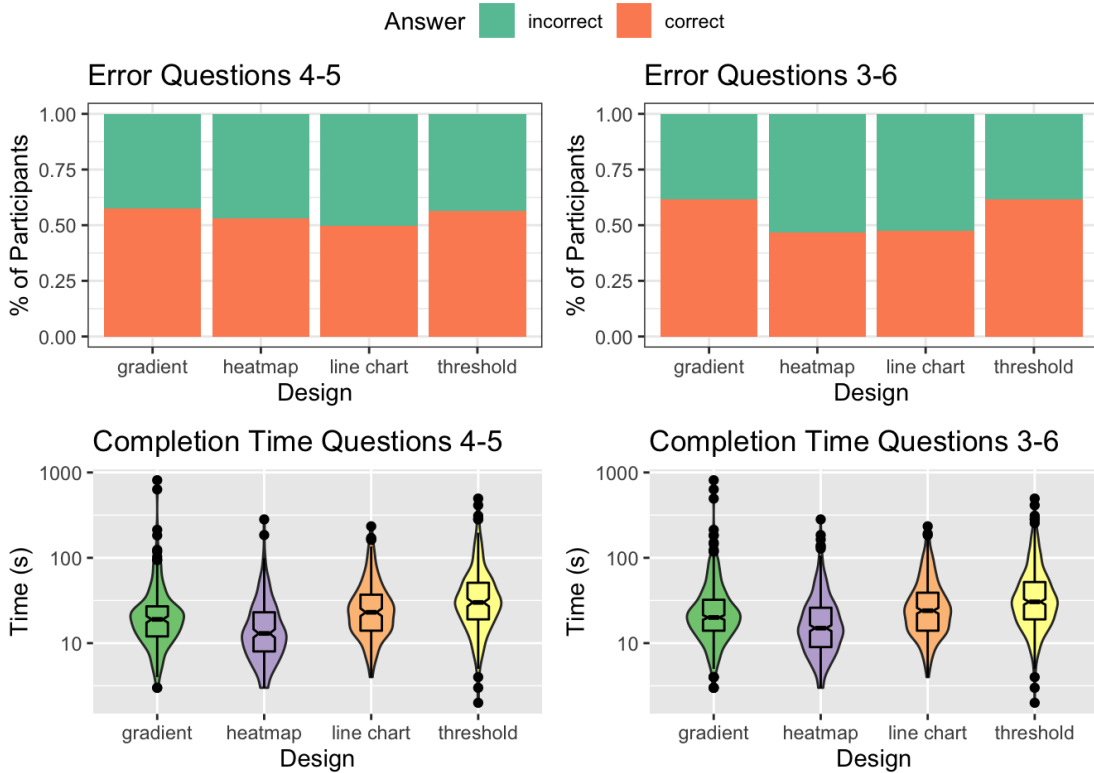 Answer incorrect correct
Error Questions 4-5
% of Participants
1.00
0.75
0.50
0.25
0.00
gradient heatmap line chart threshold
Design
Error Questions 3-6
% of Participants
1.00
0.75
0.50
0.25
0.00
gradient heatmap line chart threshold
Design
Completion Time Questions 4-5
Time (s)
1000
100
10
gradient heatmap line chart threshold
Design
Completion Time Questions 3-6
Time (s)
1000
100
10
gradient heatmap line chart threshold
Design